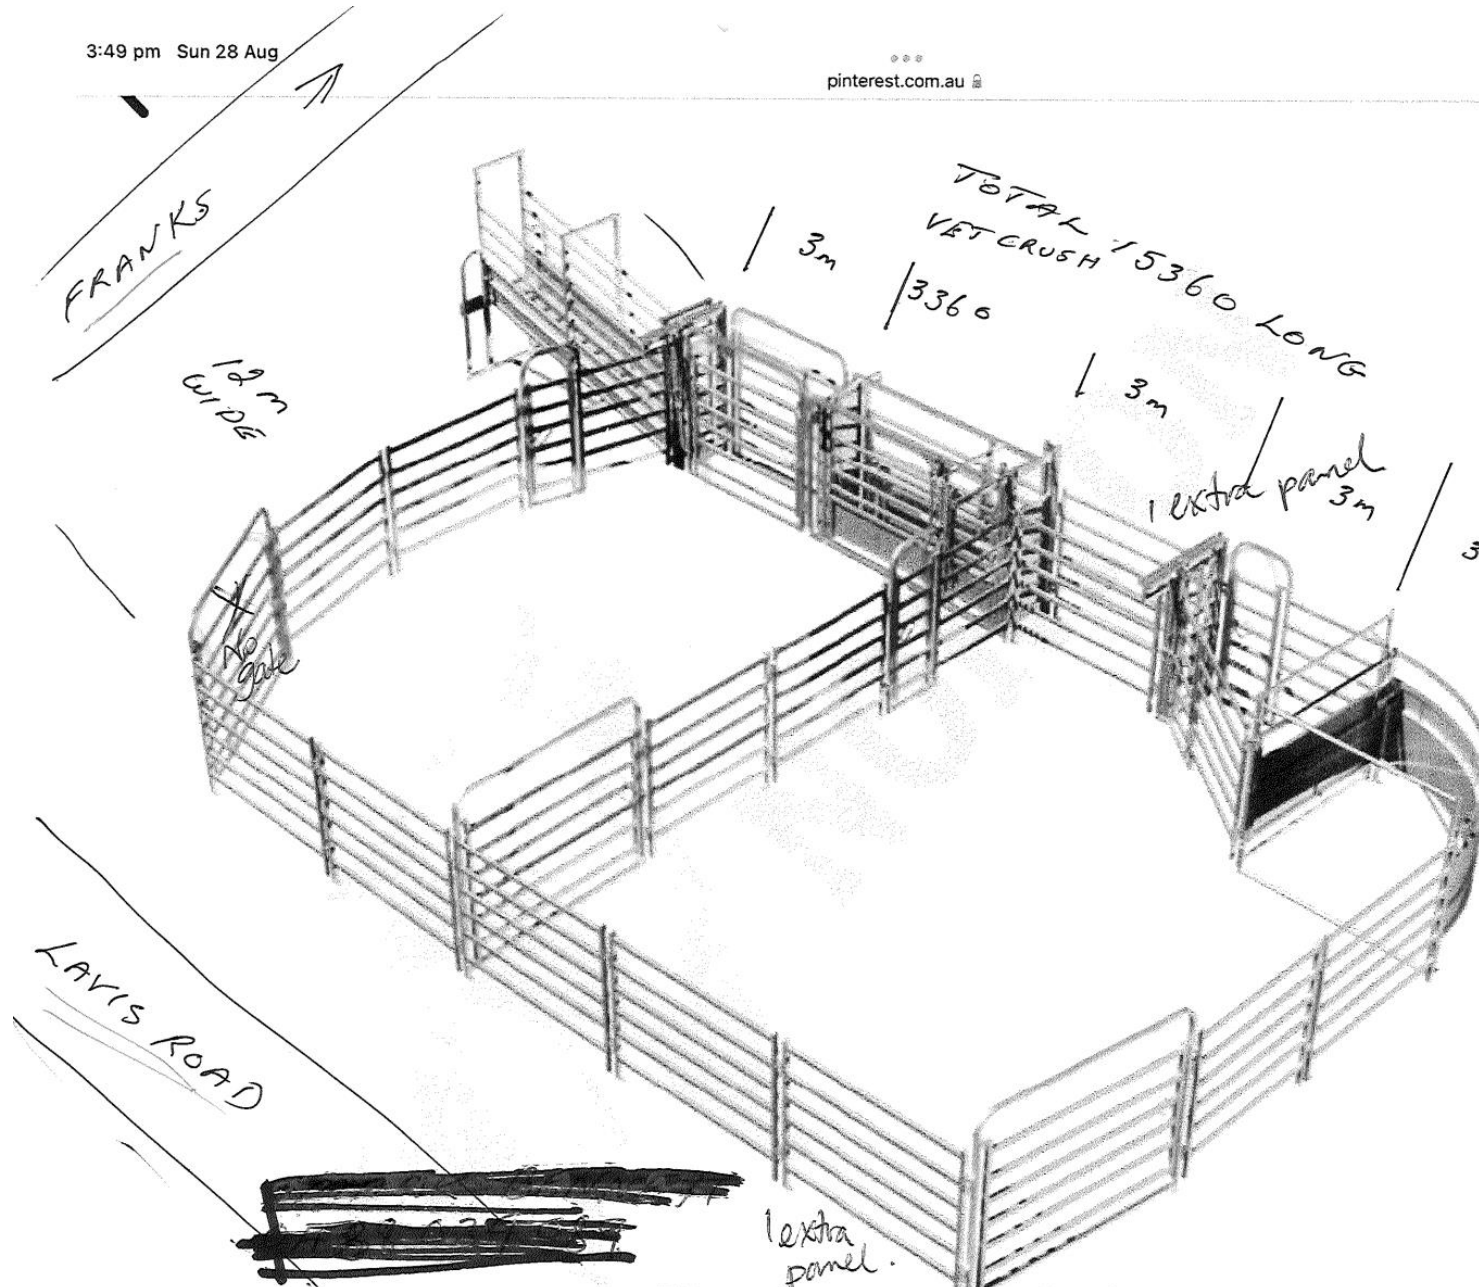 3:49 pm Sun 28 Aug
pinterest.com.au
FRANKS
12m
WIDE
TOTAL 15360 LONG
VET CRUSH
3m
3360
3m
1 extra panel
3m
3
No
gate
LAVIS ROAD
1 extra
panel.